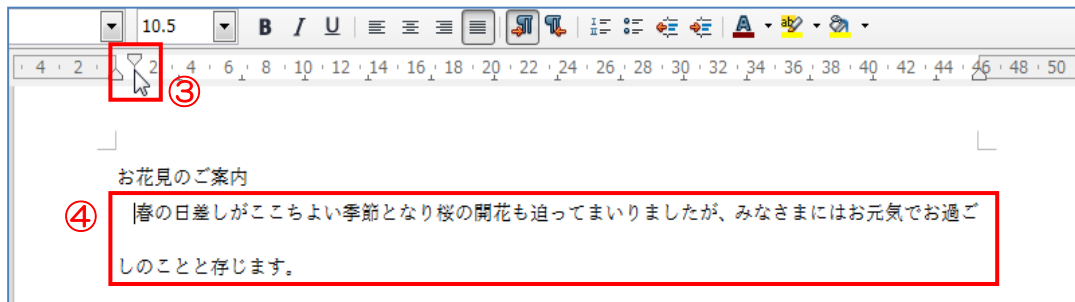 10.5 B I U A ab
4 2 2 4 6 8 10 12 14 16 18 20 22 24 26 28 30 32 34 36 38 40 42 44 46 48 50
③
お花見のご案内
④
春の日差しがここちよい季節となり桜の開花も迫ってまいりましたが、みなさまにはお元気でお過ご
しのことと存じます。